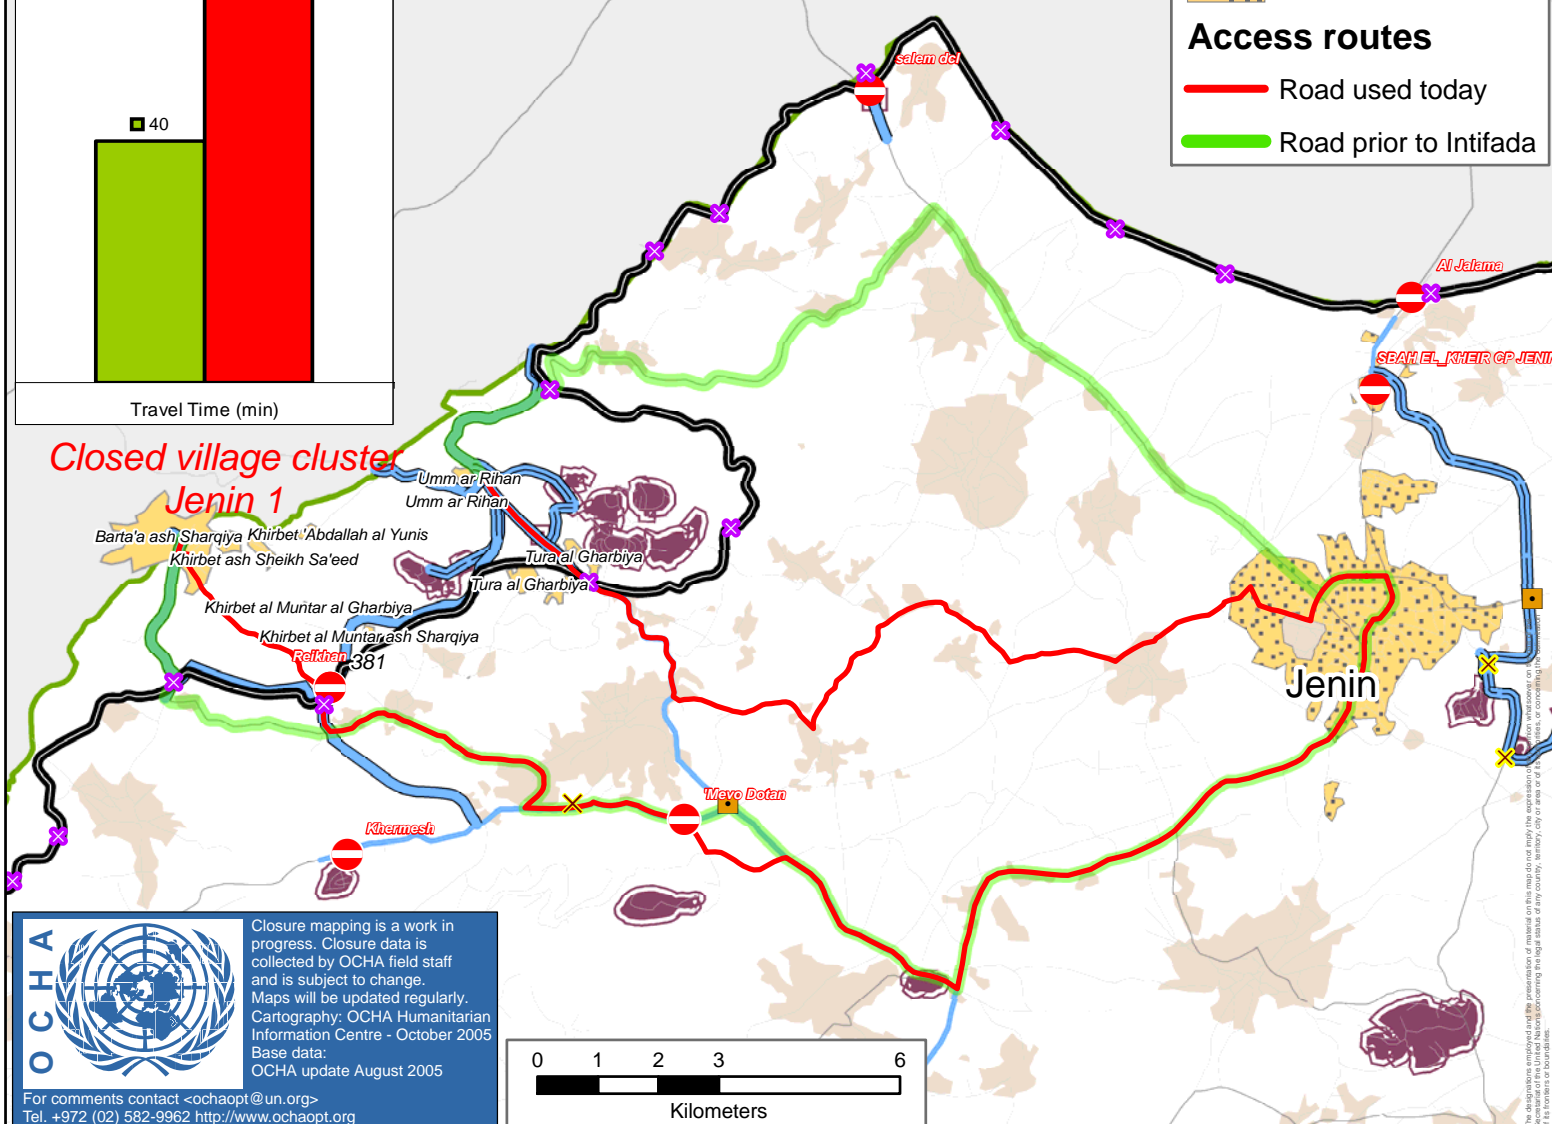 40
Travel Time (min)
Access routes
Road used today
Road prior to Intifada
salem dcl
Al Jalama
SBAH EL_KHEIR CP JENIN
Closed village cluster
Jenin 1
Umm ar Rihan
Umm ar Rihan
Barta'a ash Sharqiya
Khirbet 'Abdallah al Yunis
Khirbet ash Sheikh Sa'eed
Tura al Gharbiya
Tura al Gharbiya
Khirbet al Muntar al Gharbiya
Khirbet al Muntar ash Sharqiya
Reikhan
381
Jenin
'Mevo Dotan
Khermesh
OCHA
Closure mapping is a work in
progress. Closure data is
collected by OCHA field staff
and is subject to change.
Maps will be updated regularly.
Cartography: OCHA Humanitarian
Information Centre - October 2005
Base data:
OCHA update August 2005
For comments contact <ochaopt@un.org>
Tel. +972 (02) 582-9962 http://www.ochaopt.org
0 1 2 3 6
Kilometers